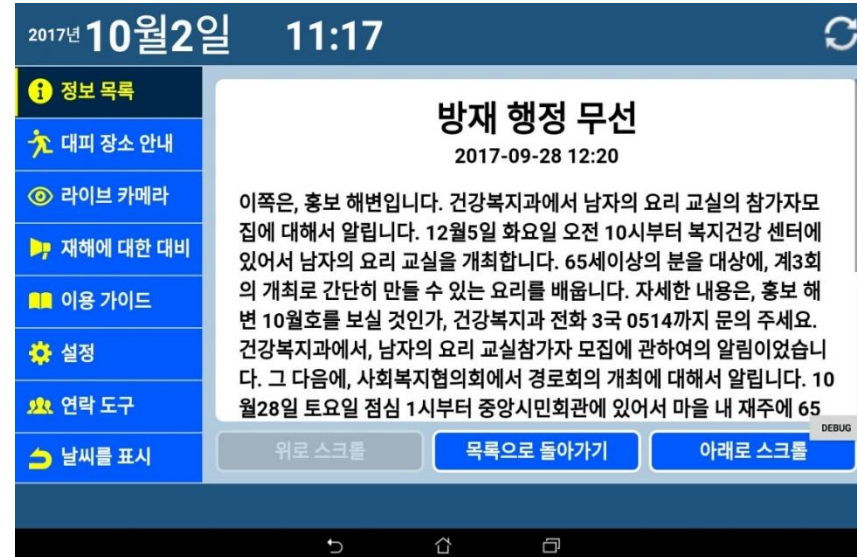 2017년 10월2일 11:17
정보 목록
대피 장소 안내
라이브 카메라
재해에 대한 대비
이용 가이드
설정
연락 도구
날씨를 표시
방재 행정 무선
2017-09-28 12:20
이쪽은, 홍보 해변입니다. 건강복지과에서 남자의 요리 교실의 참가자모
집에 대해서 알립니다. 12월5일 화요일 오전 10시부터 복지건강 센터에
있어서 남자의 요리 교실을 개최합니다. 65세이상의 분을 대상에, 계3회
의 개최로 간단히 만들 수 있는 요리를 배웁니다. 자세한 내용은, 홍보 해
변 10월호를 보실 것인가, 건강복지과 전화 3국 0514까지 문의 주세요.
건강복지과에서, 남자의 요리 교실참가자 모집에 관하여의 알림이었습니
다. 그 다음에, 사회복지협의회에서 경로회의 개최에 대해서 알립니다. 10
월28일 토요일 점심 1시부터 중앙시민회관에 있어서 마을 내 재주에 65
DEBUG
위로 스크롤
목록으로 돌아가기
아래로 스크롤